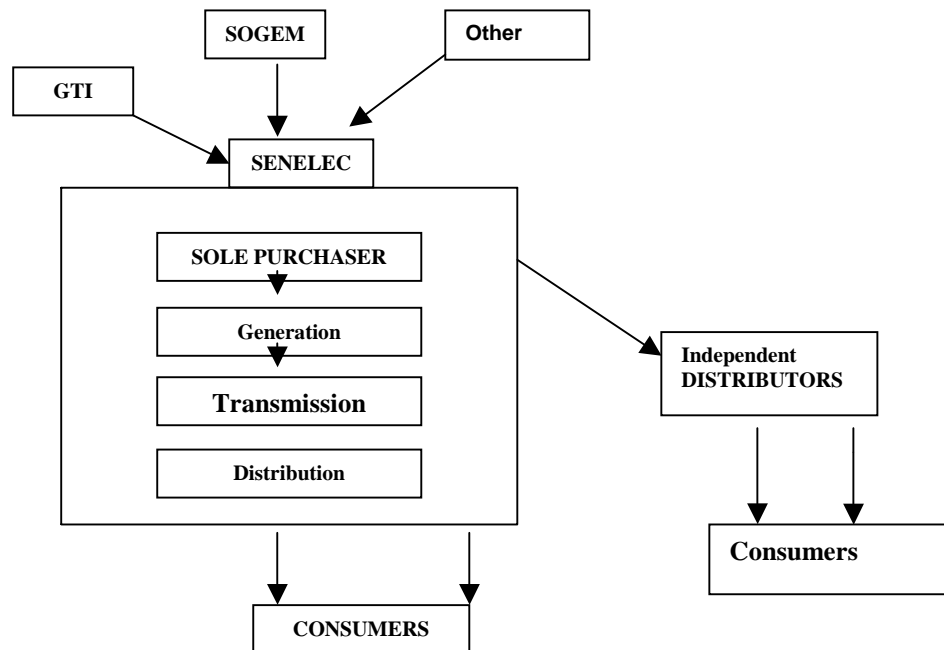 SOGEM
Other
GTI
SENELEC
SOLE PURCHASER
Generation
Transmission
Distribution
Independent
DISTRIBUTORS
Consumers
CONSUMERS